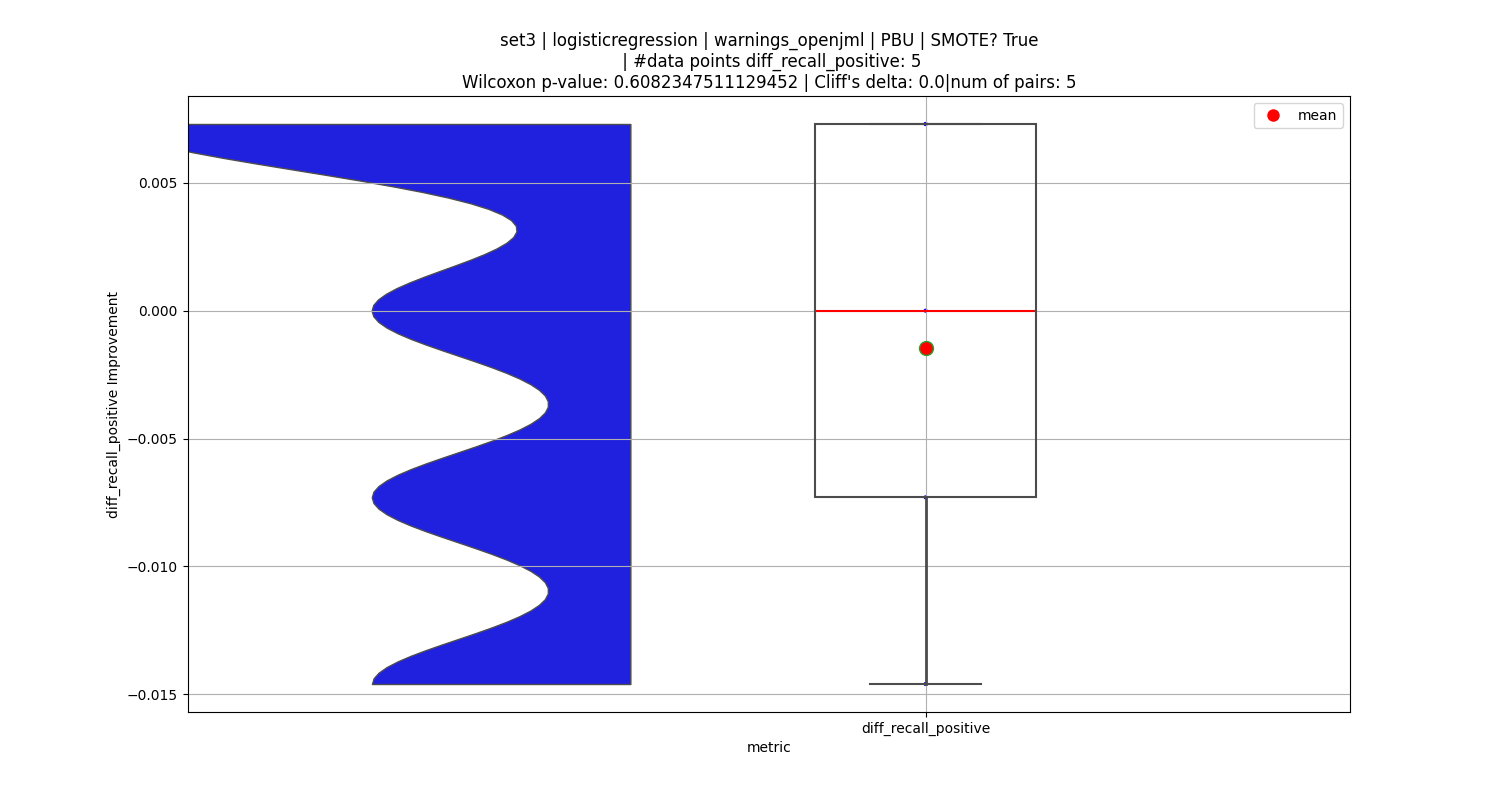 set3 | logisticregression | warnings_openjml | PBU | SMOTE? True
| #data points diff_recall_positive: 5
Wilcoxon p-value: 0.6082347511129452 | Cliff's delta: 0.0|num of pairs: 5
mean
0.005
0.000
−0.005
−0.010
−0.015
diff_recall_positive Improvement
diff_recall_positive
metric